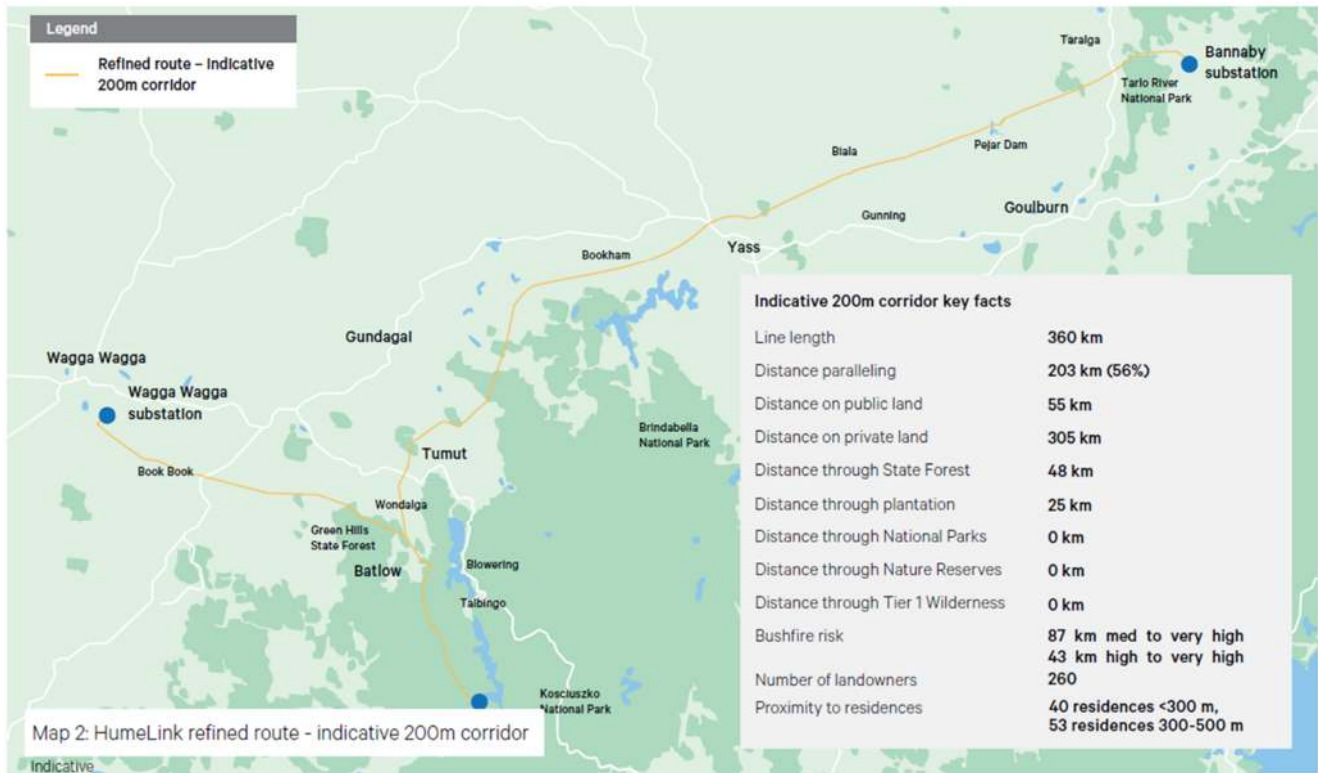 Legend
Refined route – Indicative
200m corridor
Taralga
Bannaby
substation
Tarlo River
National Park
Pejar Dam
Biala
Goulburn
Gunning
Yass
Bookham
Gundagai
Wagga Wagga
Wagga Wagga
substation
Brindabella
National Park
Tumut
Book Book
Wondalga
Green Hills
State Forest
Batlow
Blowering
Talbingo
Kosciuszko
National Park
Indicative 200m corridor key facts
Line length 360 km
Distance paralleling 203 km (56%)
Distance on public land 55 km
Distance on private land 305 km
Distance through State Forest 48 km
Distance through plantation 25 km
Distance through National Parks 0 km
Distance through Nature Reserves 0 km
Distance through Tier 1 Wilderness 0 km
Bushfire risk 87 km med to very high
43 km high to very high
Number of landowners 260
Proximity to residences 40 residences <300 m,
53 residences 300-500 m
Map 2: HumeLink refined route - indicative 200m corridor
Indicative